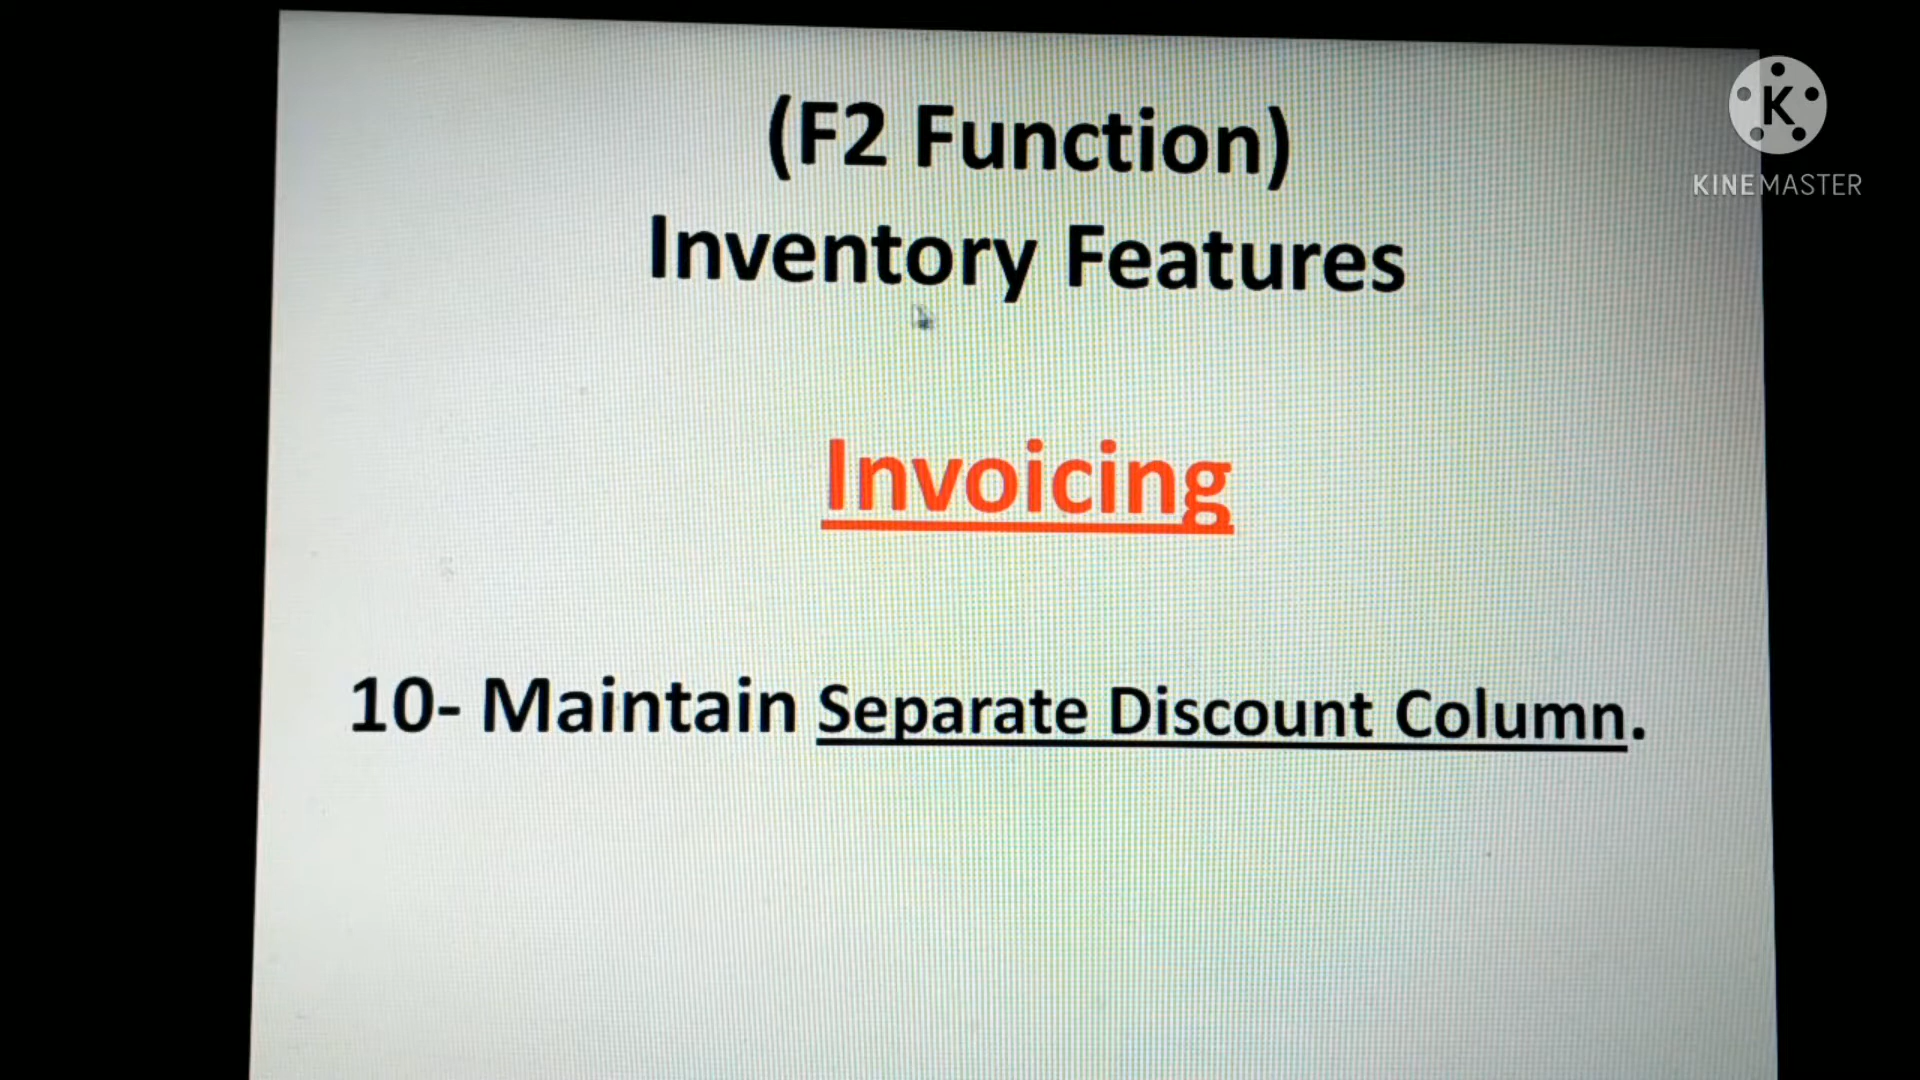 (F2 Function)
Inventory Features
Invoicing
10- Maintain Separate Discount Column.
K
KINEMASTER